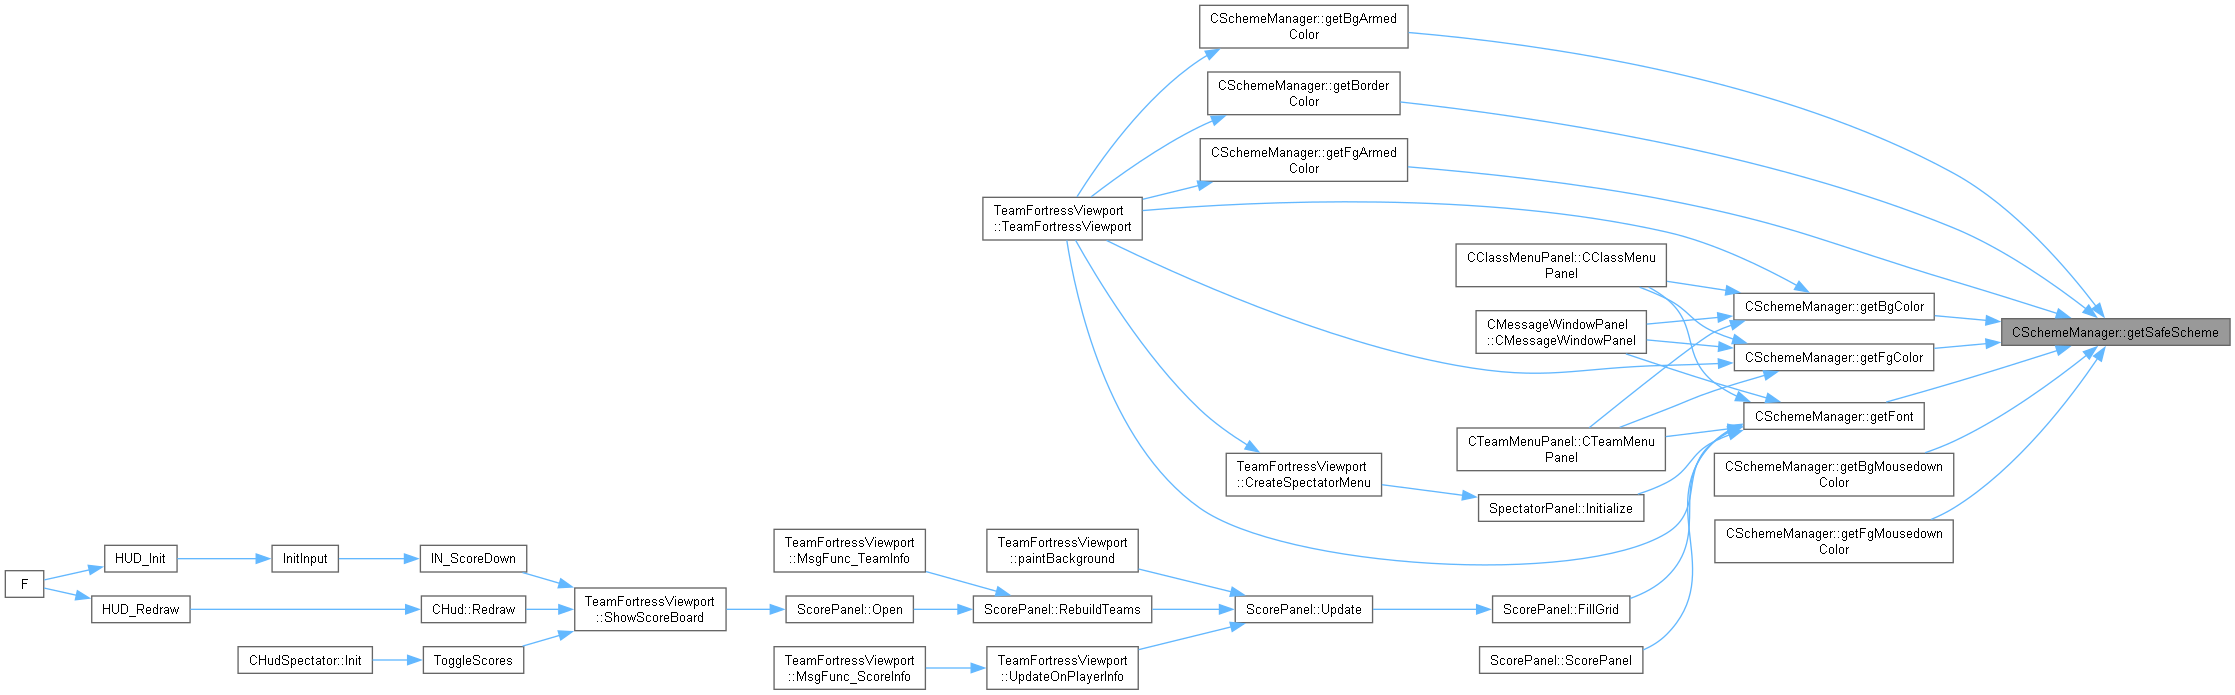 CSchemeManager::getBgArmed
Color
CSchemeManager::getBorder
Color
CSchemeManager::getFgArmed
Color
TeamFortressViewport
::TeamFortressViewport
CClassMenuPanel::CClassMenu
Panel
CSchemeManager::getBgColor
CMessageWindowPanel
::CMessageWindowPanel
CSchemeManager::getSafeScheme
CSchemeManager::getFgColor
CSchemeManager::getFont
CTeamMenuPanel::CTeamMenu
Panel
TeamFortressViewport
::CreateSpectatorMenu
CSchemeManager::getBgMousedown
Color
SpectatorPanel::Initialize
CSchemeManager::getFgMousedown
Color
HUD_Init
InitInput
IN_ScoreDown
TeamFortressViewport
::MsgFunc_TeamInfo
TeamFortressViewport
::paintBackground
F
HUD_Redraw
CHud::Redraw
TeamFortressViewport
::ShowScoreBoard
ScorePanel::Open
ScorePanel::RebuildTeams
ScorePanel::Update
ScorePanel::FillGrid
CHudSpectator::Init
ToggleScores
TeamFortressViewport
::MsgFunc_ScoreInfo
TeamFortressViewport
::UpdateOnPlayerInfo
ScorePanel::ScorePanel